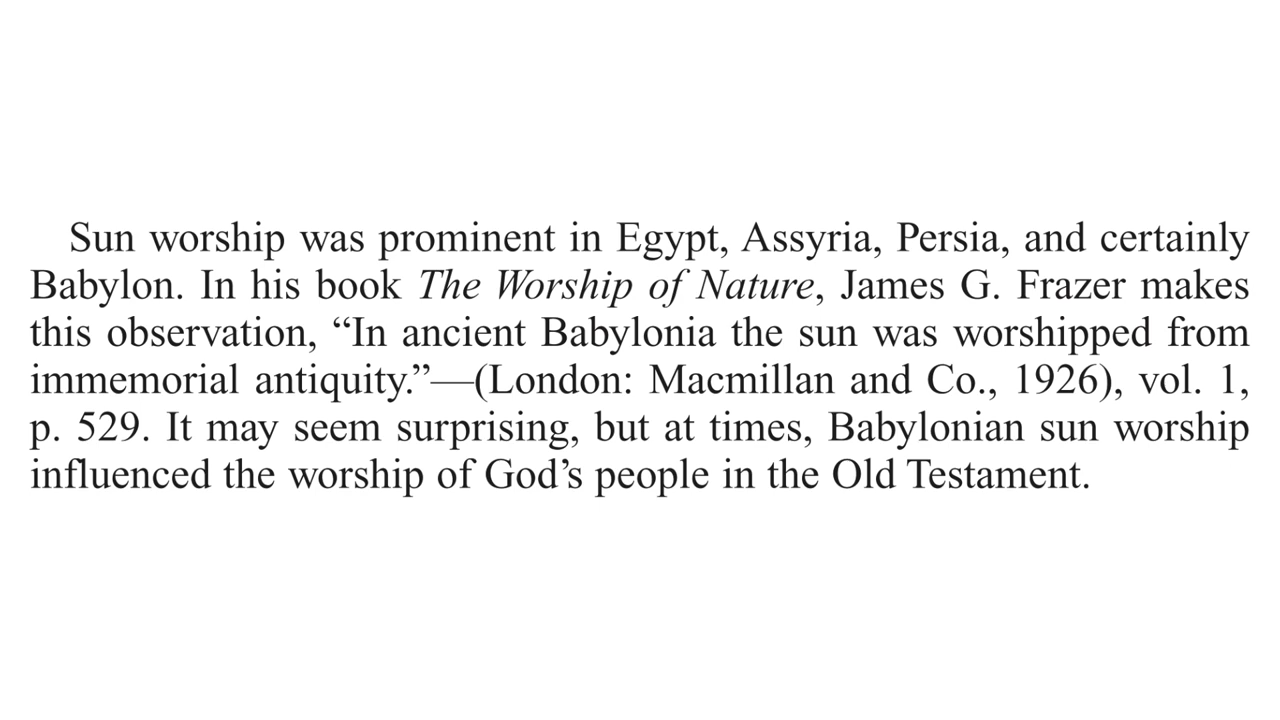 Sun worship was prominent in Egypt, Assyria, Persia, and certainly
Babylon. In his book The Worship of Nature, James G. Frazer makes
this observation, “In ancient Babylonia the sun was worshipped from
immemorial antiquity.”—(London: Macmillan and Co., 1926), vol. 1,
p. 529. It may seem surprising, but at times, Babylonian sun worship
influenced the worship of God’s people in the Old Testament.